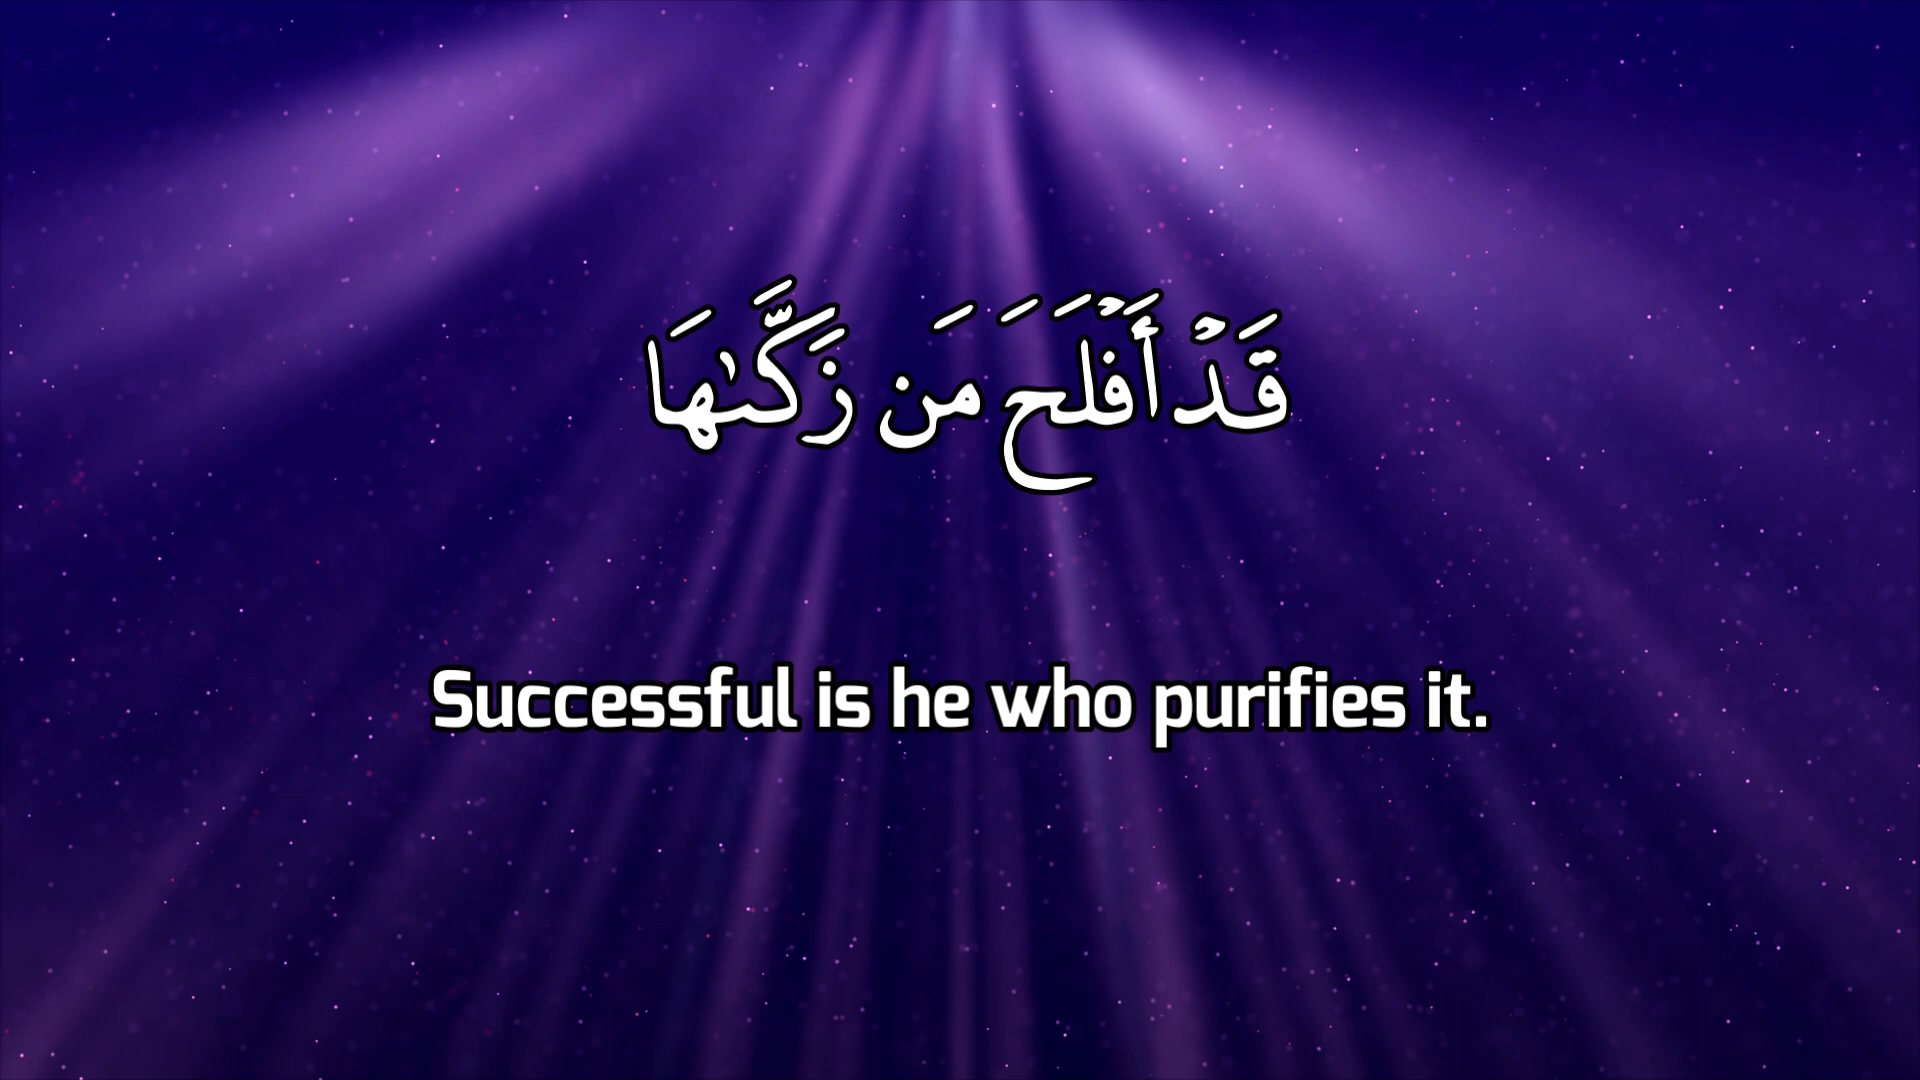 قَدۡ أَفۡلَحَ مَن زَكَّىٰهَا
Successful is he who purifies it.